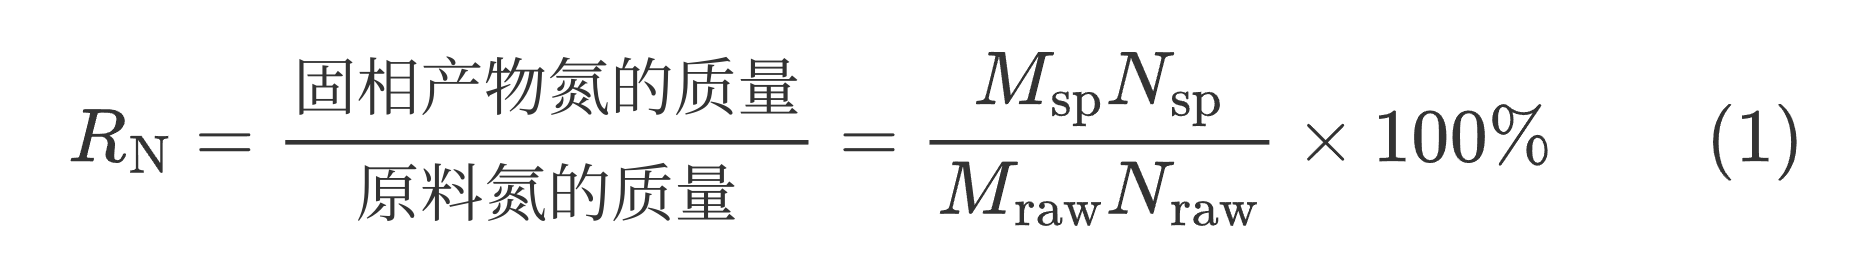 R_N = 固相产物氮的质量 / 原料氮的质量 = M_sp N_sp / M_raw N_raw × 100% (1)